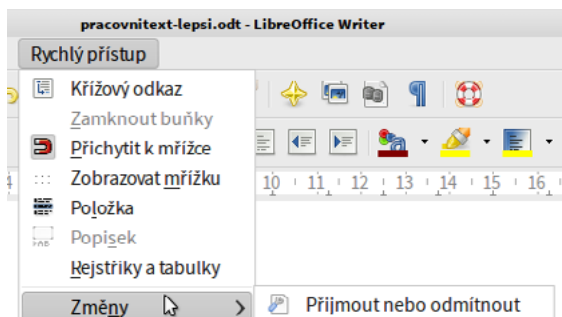 pracovnitext-lepsi.odt - LibreOffice Writer
Rychlý přístup
Křížový odkaz
Zamknout buňky
Přichytit k mřížce
Zobrazovat mřížku
Položka
Popisek
Rejstříky a tabulky
Změny
Přijmout nebo odmítnout
10 11 12 13 14 15 16